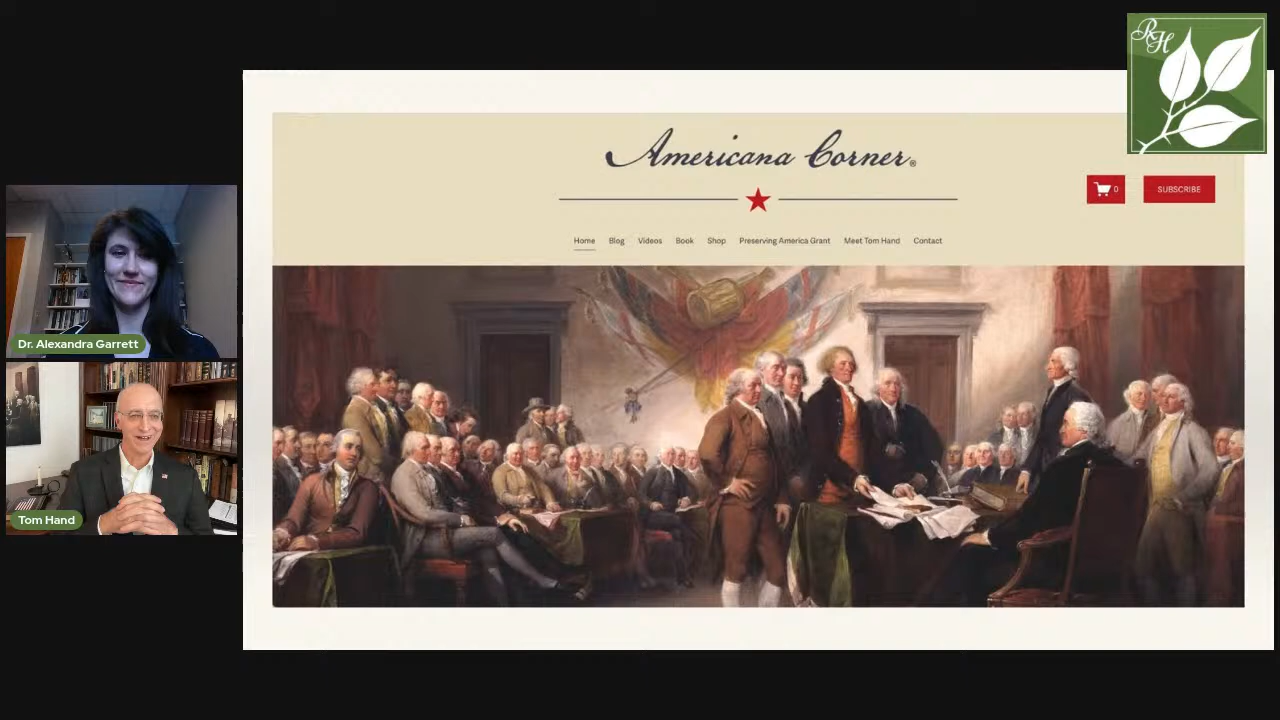 RH
Americana Corner®
0
SUBSCRIBE
Home Blog Videos Book Shop Preserving America Grant Meet Tom Hand Contact
Dr. Alexandra Garrett
Tom Hand